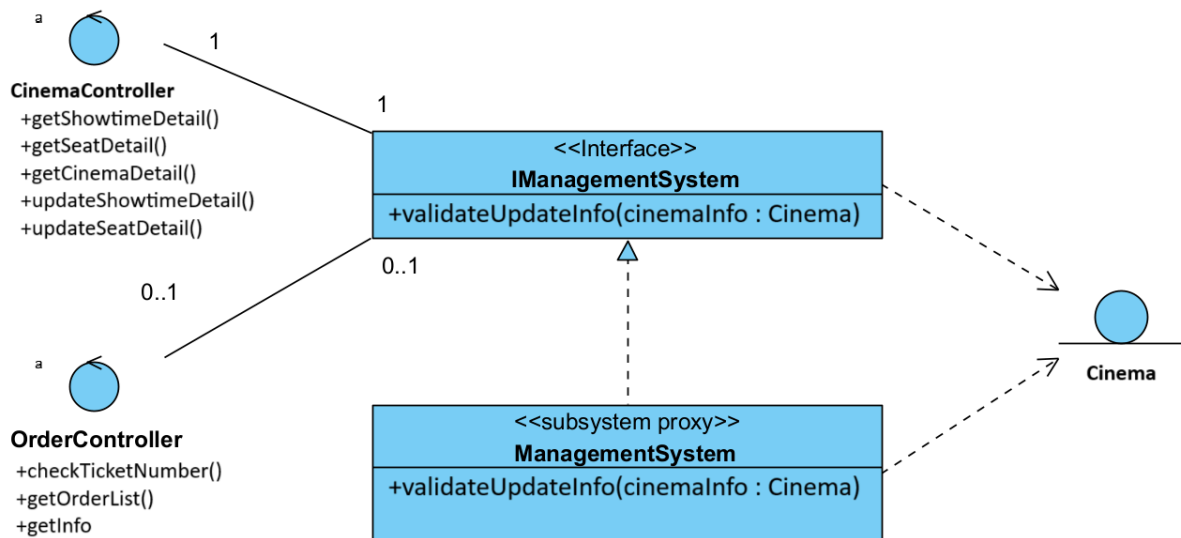 a
CinemaController
+getShowtimeDetail()
+getSeatDetail()
+getCinemaDetail()
+updateShowtimeDetail()
+updateSeatDetail()
1
1
<<Interface>>
IManagementSystem
+validateUpdateInfo(cinemaInfo : Cinema)
0..1
0..1
a
OrderController
+checkTicketNumber()
+getOrderList()
+getInfo
<<subsystem proxy>>
ManagementSystem
+validateUpdateInfo(cinemaInfo : Cinema)
Cinema